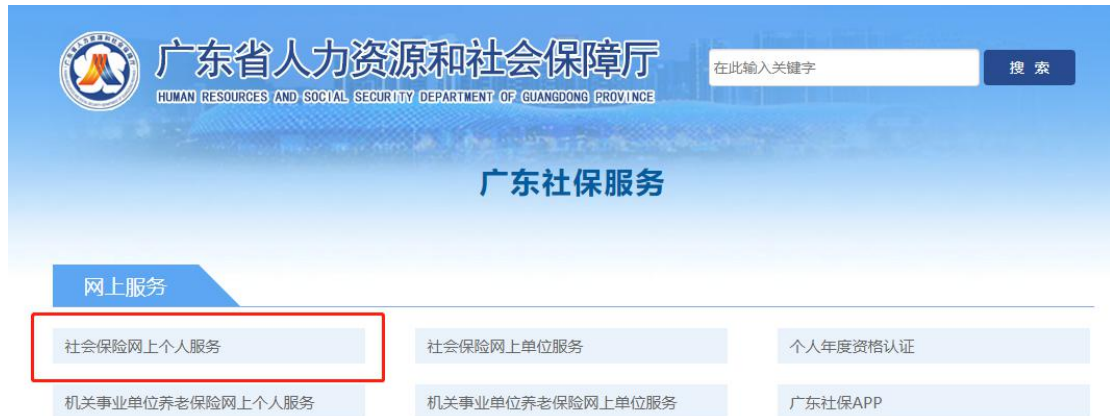 广东省人力资源和社会保障厅
HUMAN RESOURCES AND SOCIAL SECURITY DEPARTMENT OF GUANGDONG PROVINCE
在此输入关键字
搜 索
广东社保服务
网上服务
社会保险网上个人服务
社会保险网上单位服务
个人年度资格认证
机关事业单位养老保险网上个人服务
机关事业单位养老保险网上单位服务
广东社保APP